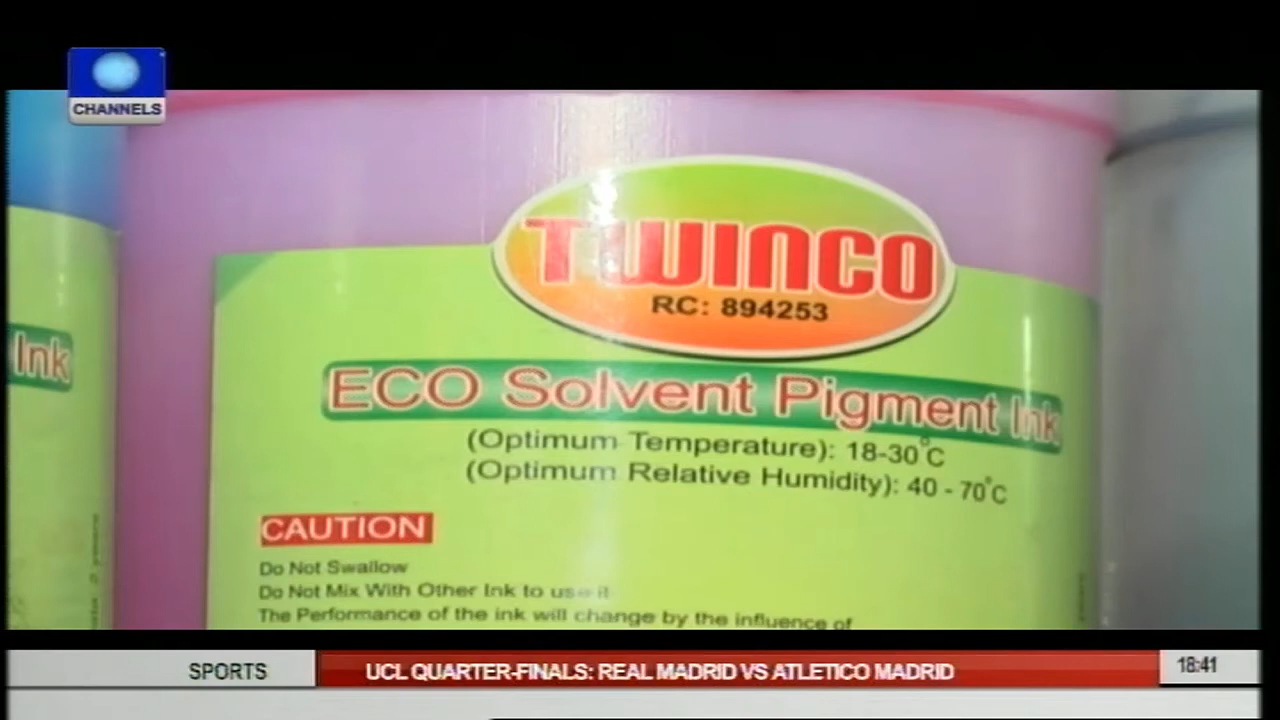 CHANNELS
TWINCO
RC: 894253
Ink
ECO Solvent Pigment Ink
(Optimum Temperature): 18-30°C
(Optimum Relative Humidity): 40 - 70°C
CAUTION
Do Not Swallow
Do Not Mix With Other Ink to use it
The Performance of the ink will change by the influence of
SPORTS
UCL QUARTER-FINALS: REAL MADRID VS ATLETICO MADRID
18:41